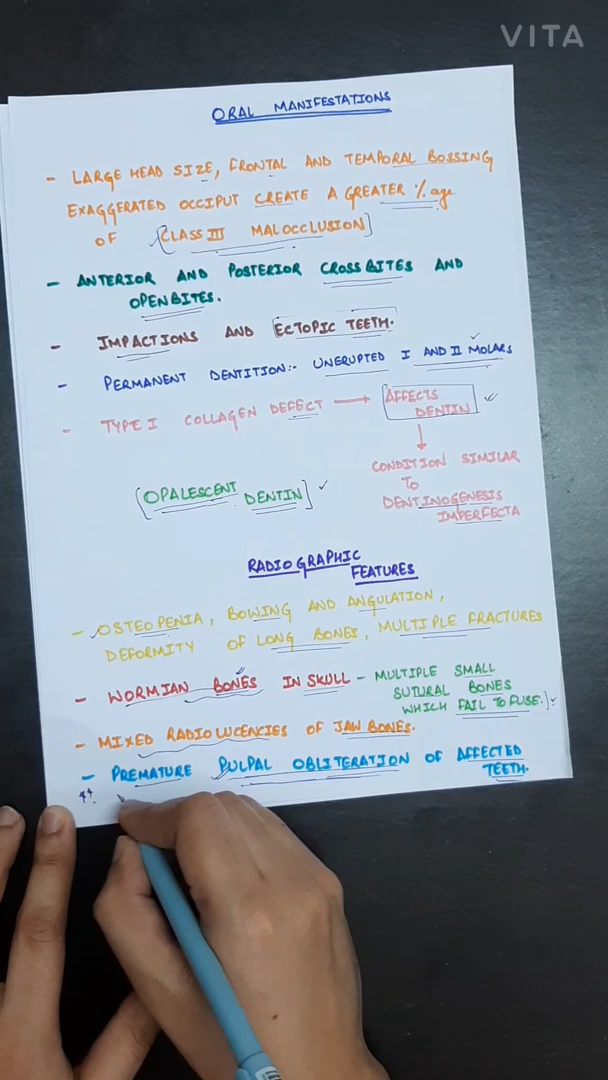 VITA
ORAL MANIFESTATIONS
- LARGE HEAD SIZE, FRONTAL AND TEMPORAL BOSSING
EXAGGERATED OCCIPUT CREATE A GREATER %age
OF [CLASS III MALOCCLUSION]
- ANTERIOR AND POSTERIOR CROSSBITES AND
OPENBITES.
- IMPACTIONS AND ECTOPIC TEETH.
- PERMANENT DENTITION:- UNERUPTED I AND II MOLARS
- TYPE I COLLAGEN DEFECT → AFFECTS
DENTIN
CONDITION SIMILAR
TO
DENTINOGENESIS
IMPERFECTA
[OPALESCENT DENTIN]
RADIOGRAPHIC
FEATURES
- OSTEOPENIA, BOWING AND ANGULATION,
DEFORMITY OF LONG BONES, MULTIPLE FRACTURES
- WORMIAN BONES IN SKULL - MULTIPLE SMALL
SUTURAL BONES
WHICH FAIL TO FUSE.]
- MIXED RADIOLUCENCIES OF JAW BONES.
- PREMATURE PULPAL OBLITERATION OF AFFECTED
TEETH.